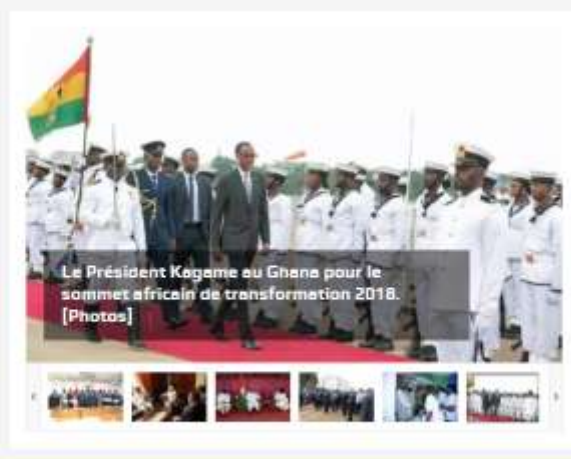 Le Président Kagame au Ghana pour le
sommet africain de transformation 2018.
[Photos]